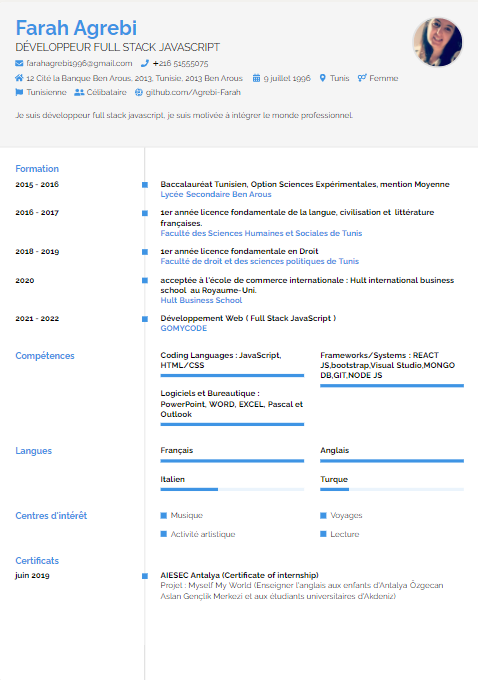 Farah Agrebi
DÉVELOPPEUR FULL STACK JAVASCRIPT
farahagrebi1996@gmail.com +216 51555075
12 Cité la Banque Ben Arous, 2013, Tunisie, 2013 Ben Arous 9 juillet 1996 Tunis Femme
Tunisienne Célibataire github.com/Agrebi-Farah
Je suis développeur full stack javascript, je suis motivée à intégrer le monde professionnel.
Formation
2015 - 2016 Baccalauréat Tunisien, Option Sciences Expérimentales, mention Moyenne
Lycée Secondaire Ben Arous
2016 - 2017 1er année licence fondamentale de la langue, civilisation et littérature
françaises.
Faculté des Sciences Humaines et Sociales de Tunis
2018 - 2019 1er année licence fondamentale en Droit
Faculté de droit et des sciences politiques de Tunis
2020 acceptée à l'école de commerce internationale : Hult international business
school au Royaume-Uni.
Hult Business School
2021 - 2022 Développement Web ( Full Stack JavaScript )
GOMYCODE
Compétences
Coding Languages : JavaScript,
HTML/CSS
Frameworks/Systems : REACT
JS,bootstrap,Visual Studio,MONGO
DB,GIT,NODE JS
Logiciels et Bureautique :
PowerPoint, WORD, EXCEL, Pascal et
Outlook
Langues
Français Anglais
Italien Turque
Centres d'intérêt
Musique Voyages
Activité artistique Lecture
Certificats
juin 2019 AIESEC Antalya (Certificate of internship)
Projet : Myself My World (Enseigner l'anglais aux enfants d'Antalya Özgecan
Aslan Gençlik Merkezi et aux étudiants universitaires d'Akdeniz)